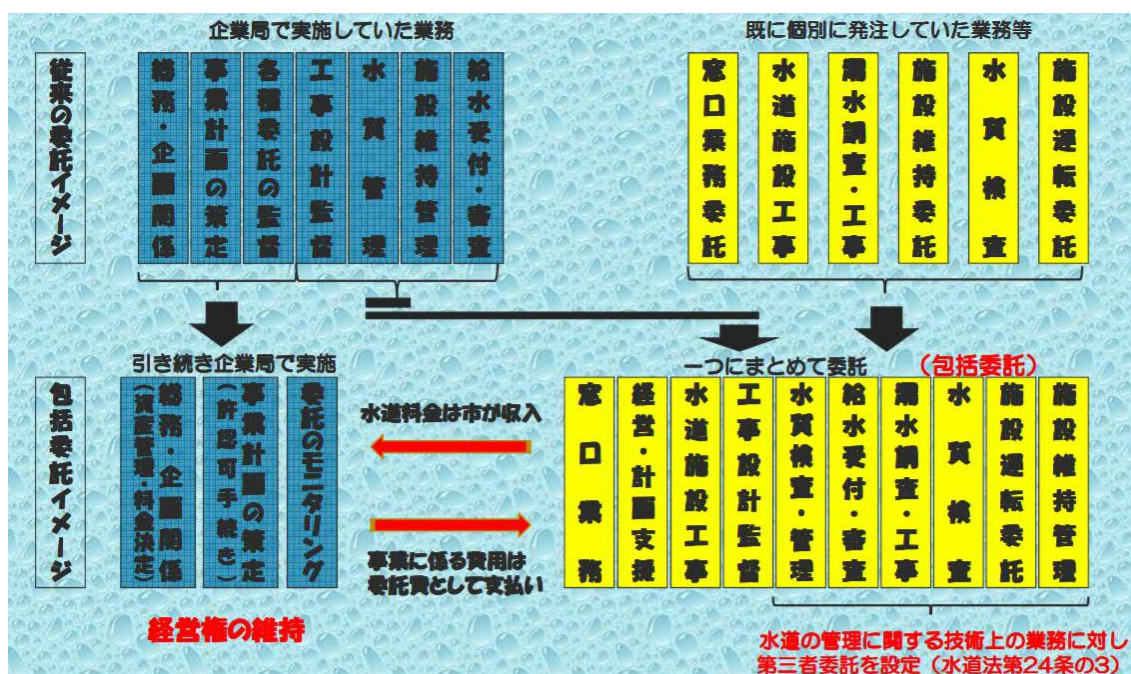 企業局で実施していた業務
既に個別に発注していた業務等
従来の委託イメージ
総務・企画関係
事業計画の策定
各種委託の監督
工事設計監督
水質管理
施設維持管理
給水受付・審査
窓口業務委託
水道施設工事
漏水調査・工事
施設維持委託
水質検査
施設運転委託
引き続き企業局で実施
一つにまとめて委託
(包括委託)
包括委託イメージ
総務・企画関係
(資産管理・料金決定)
事業計画の策定
(許認可手続き)
委託のモニタリング
水道料金は市が収入
事業に係る費用は
委託費として支払い
窓口業務
経営・計画支援
水道施設工事
工事設計監督
水質検査・管理
給水受付・審査
漏水調査・工事
水質検査
施設運転委託
施設維持管理
経営権の維持
水道の管理に関する技術上の業務に対し
第三者委託を設定(水道法第24条の3)